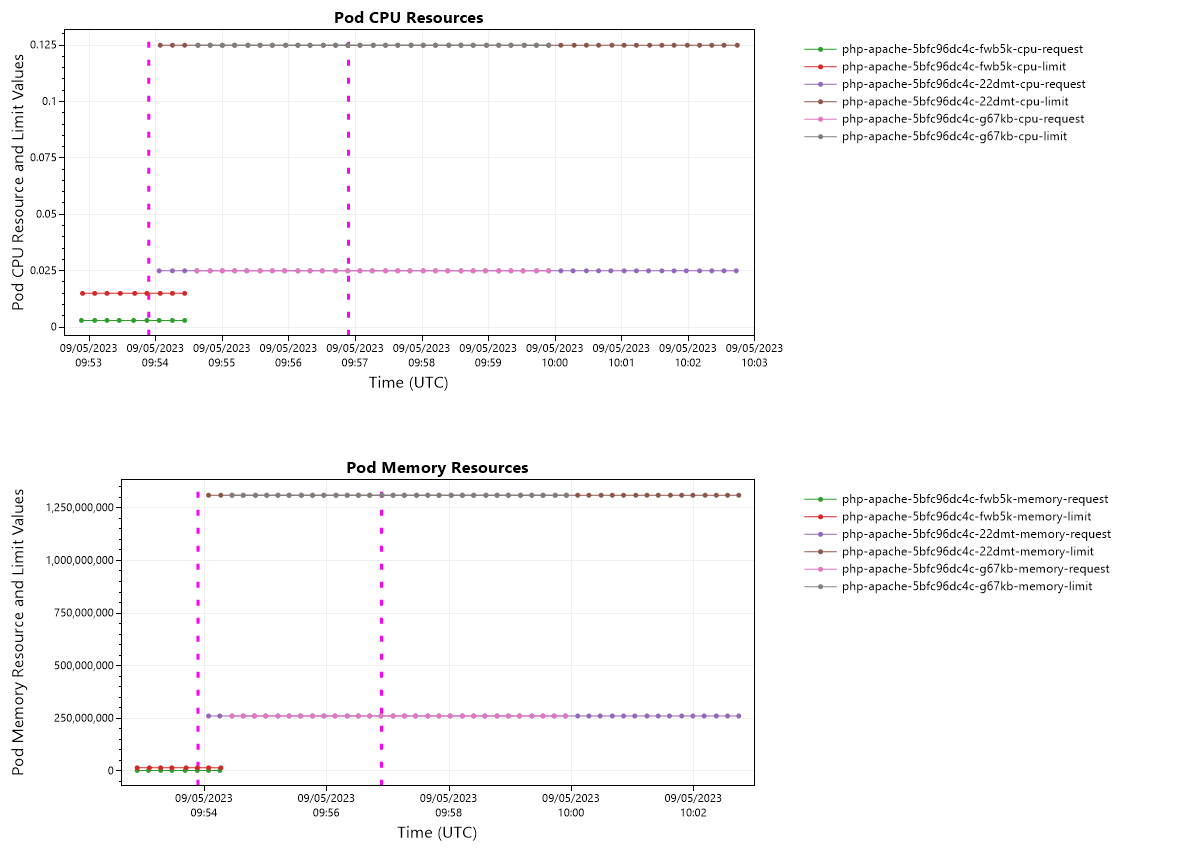 Pod CPU Resources
Pod CPU Resource and Limit Values
0.125
0.1
0.075
0.05
0.025
0
09/05/2023 09/05/2023 09/05/2023 09/05/2023 09/05/2023 09/05/2023 09/05/2023 09/05/2023 09/05/2023 09/05/2023 09/05/2023
09:53 09:54 09:55 09:56 09:57 09:58 09:59 10:00 10:01 10:02 10:03
Time (UTC)
php-apache-5bfc96dc4c-fwb5k-cpu-request
php-apache-5bfc96dc4c-fwb5k-cpu-limit
php-apache-5bfc96dc4c-22dmt-cpu-request
php-apache-5bfc96dc4c-22dmt-cpu-limit
php-apache-5bfc96dc4c-g67kb-cpu-request
php-apache-5bfc96dc4c-g67kb-cpu-limit
Pod Memory Resources
Pod Memory Resource and Limit Values
1,250,000,000
1,000,000,000
750,000,000
500,000,000
250,000,000
0
09/05/2023 09/05/2023 09/05/2023 09/05/2023 09/05/2023
09:54 09:56 09:58 10:00 10:02
Time (UTC)
php-apache-5bfc96dc4c-fwb5k-memory-request
php-apache-5bfc96dc4c-fwb5k-memory-limit
php-apache-5bfc96dc4c-22dmt-memory-request
php-apache-5bfc96dc4c-22dmt-memory-limit
php-apache-5bfc96dc4c-g67kb-memory-request
php-apache-5bfc96dc4c-g67kb-memory-limit